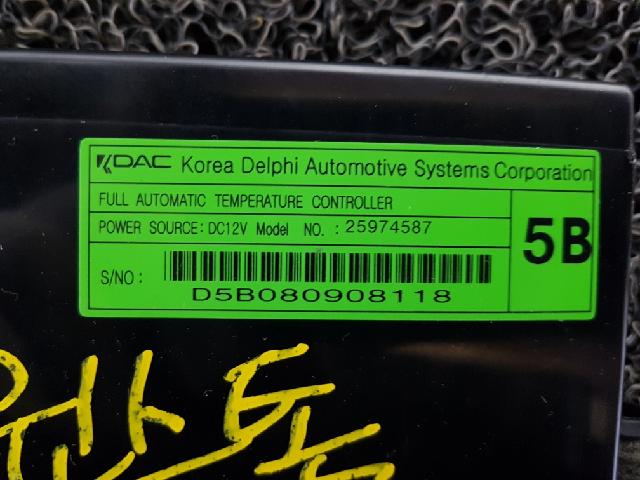 KDAC Korea Delphi Automotive Systems Corporation
FULL AUTOMATIC TEMPERATURE CONTROLLER
POWER SOURCE: DC12V Model NO. : 25974587
5B
S/NO:
D5B080908118